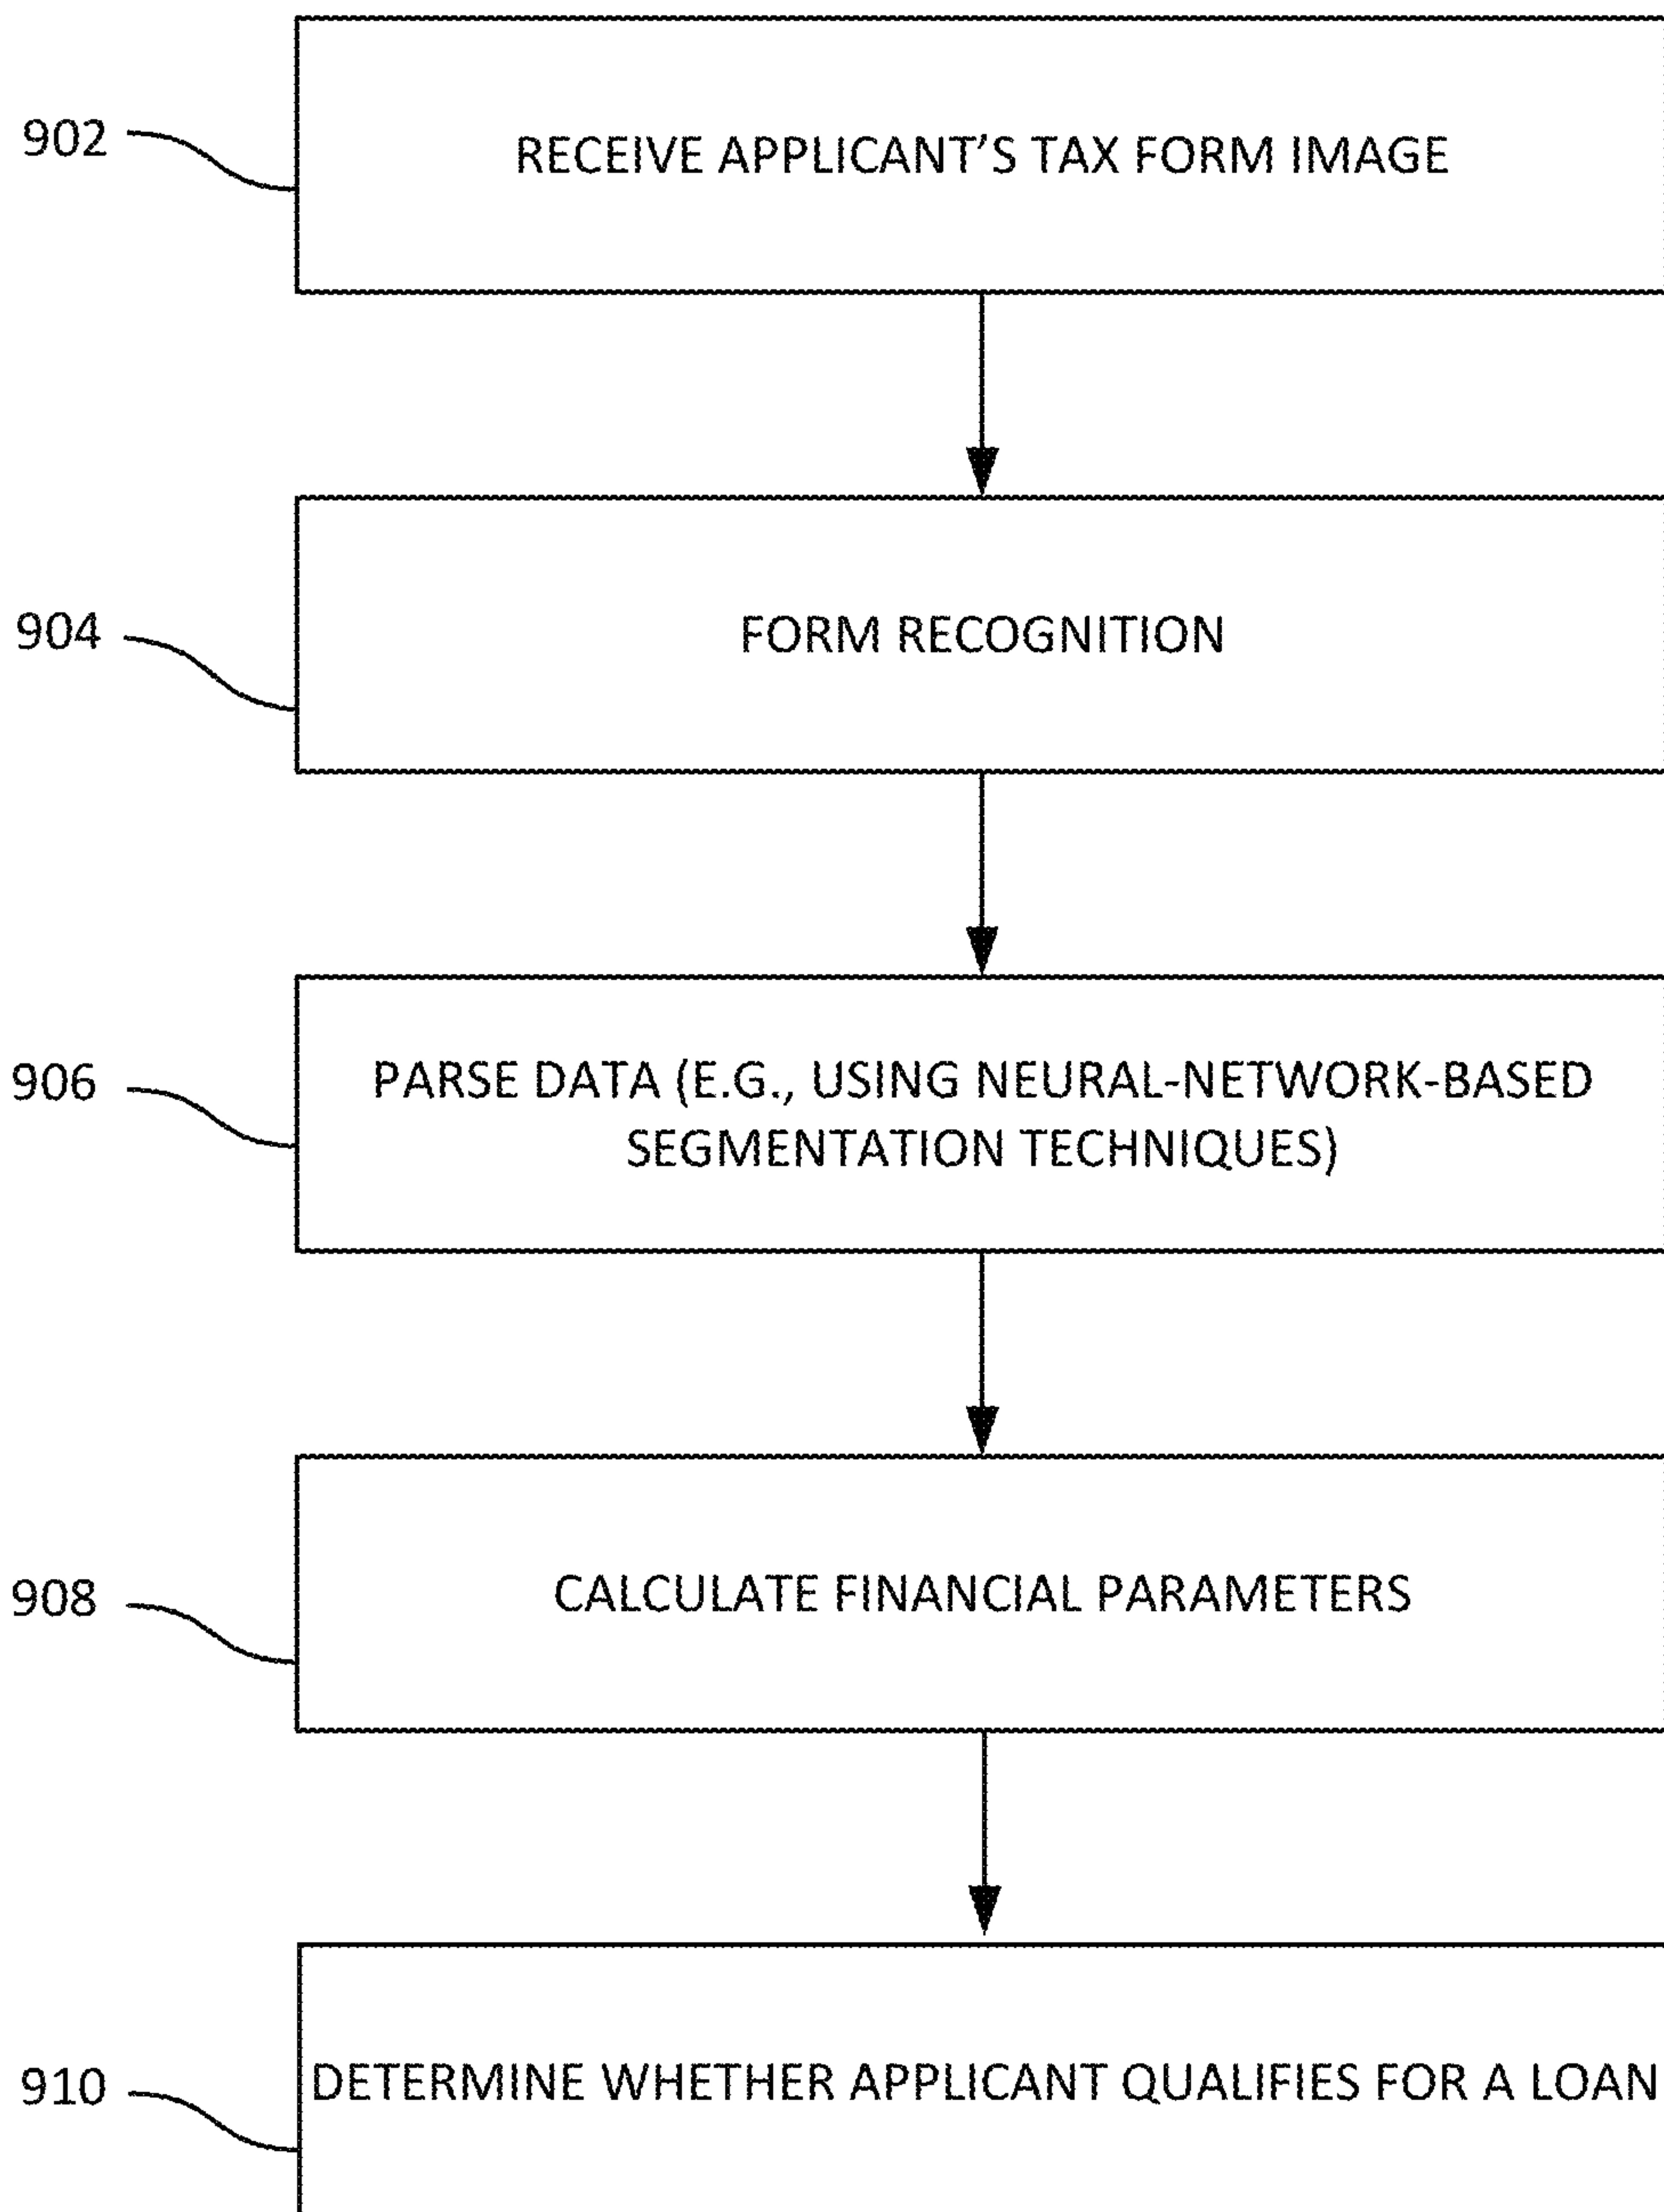 902
RECEIVE APPLICANT’S TAX FORM IMAGE
904
FORM RECOGNITION
906
PARSE DATA (E.G., USING NEURAL-NETWORK-BASED
SEGMENTATION TECHNIQUES)
908
CALCULATE FINANCIAL PARAMETERS
910
DETERMINE WHETHER APPLICANT QUALIFIES FOR A LOAN